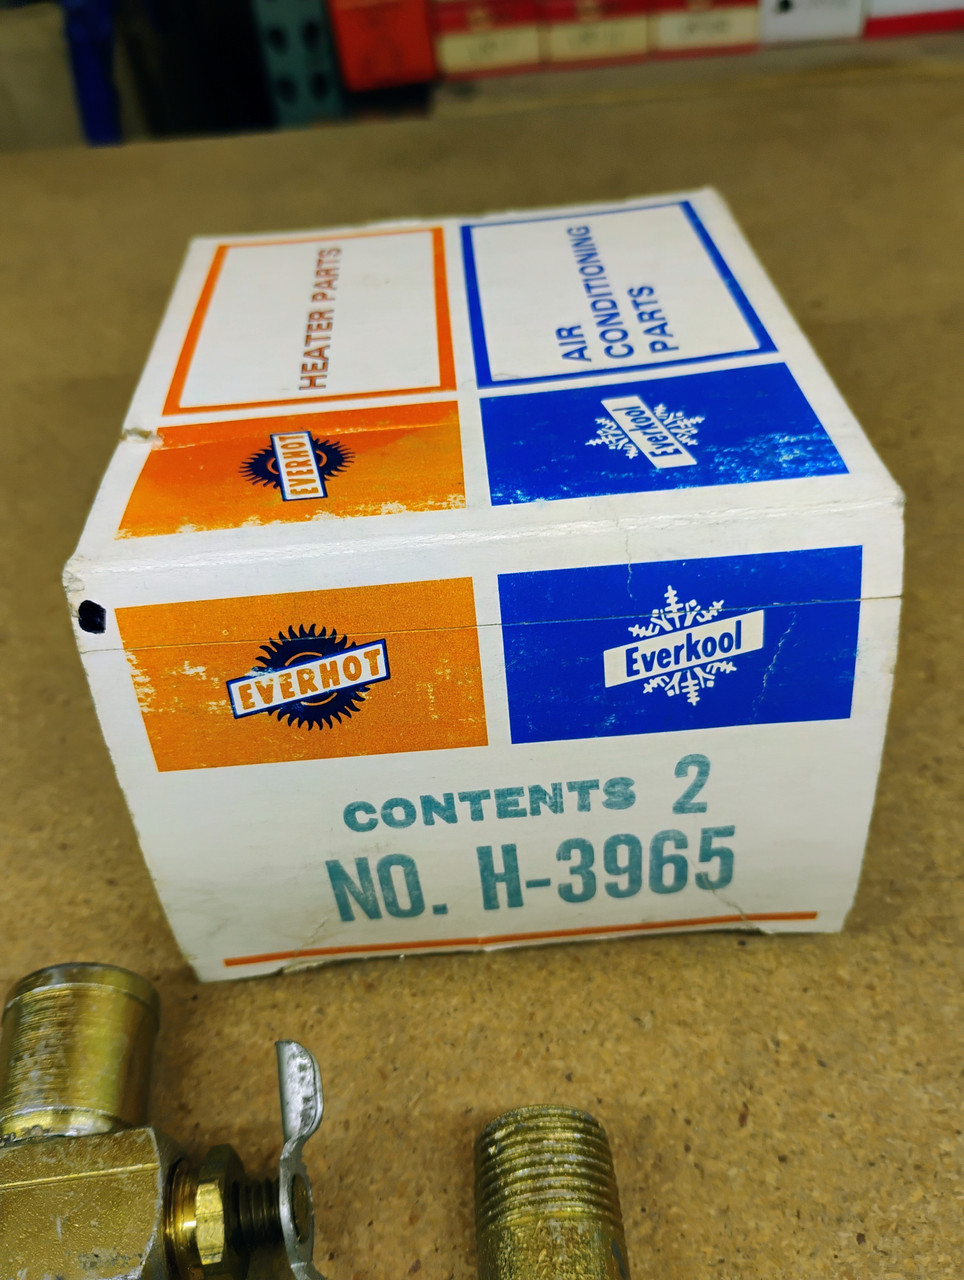 HEATER PARTS
AIR
CONDITIONING
PARTS
EVERHOT
Everkool
EVERHOT
Everkool
CONTENTS 2
NO. H-3965